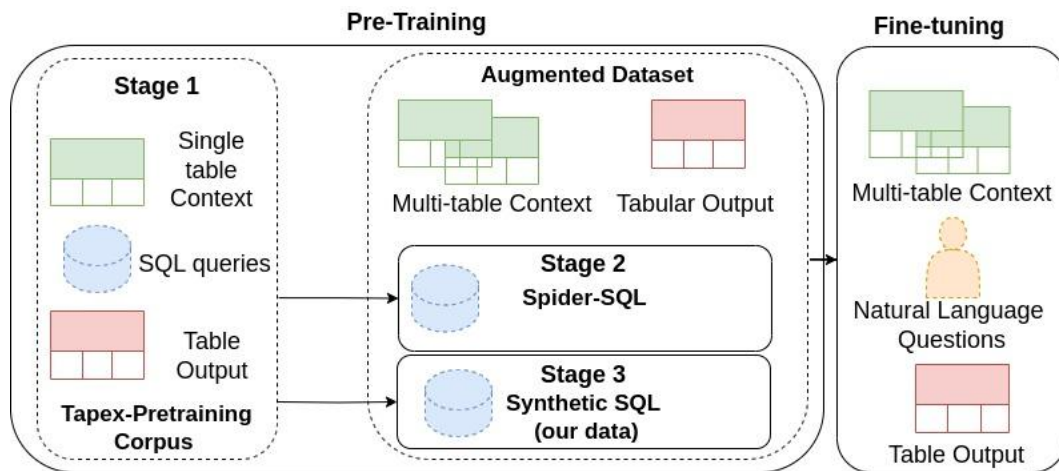 Pre-Training
Fine-tuning
Stage 1
Single
table
Context
SQL queries
Table
Output
Tapex-Pretraining
Corpus
Augmented Dataset
Multi-table Context
Tabular Output
Stage 2
Spider-SQL
Stage 3
Synthetic SQL
(our data)
Multi-table Context
Natural Language
Questions
Table Output